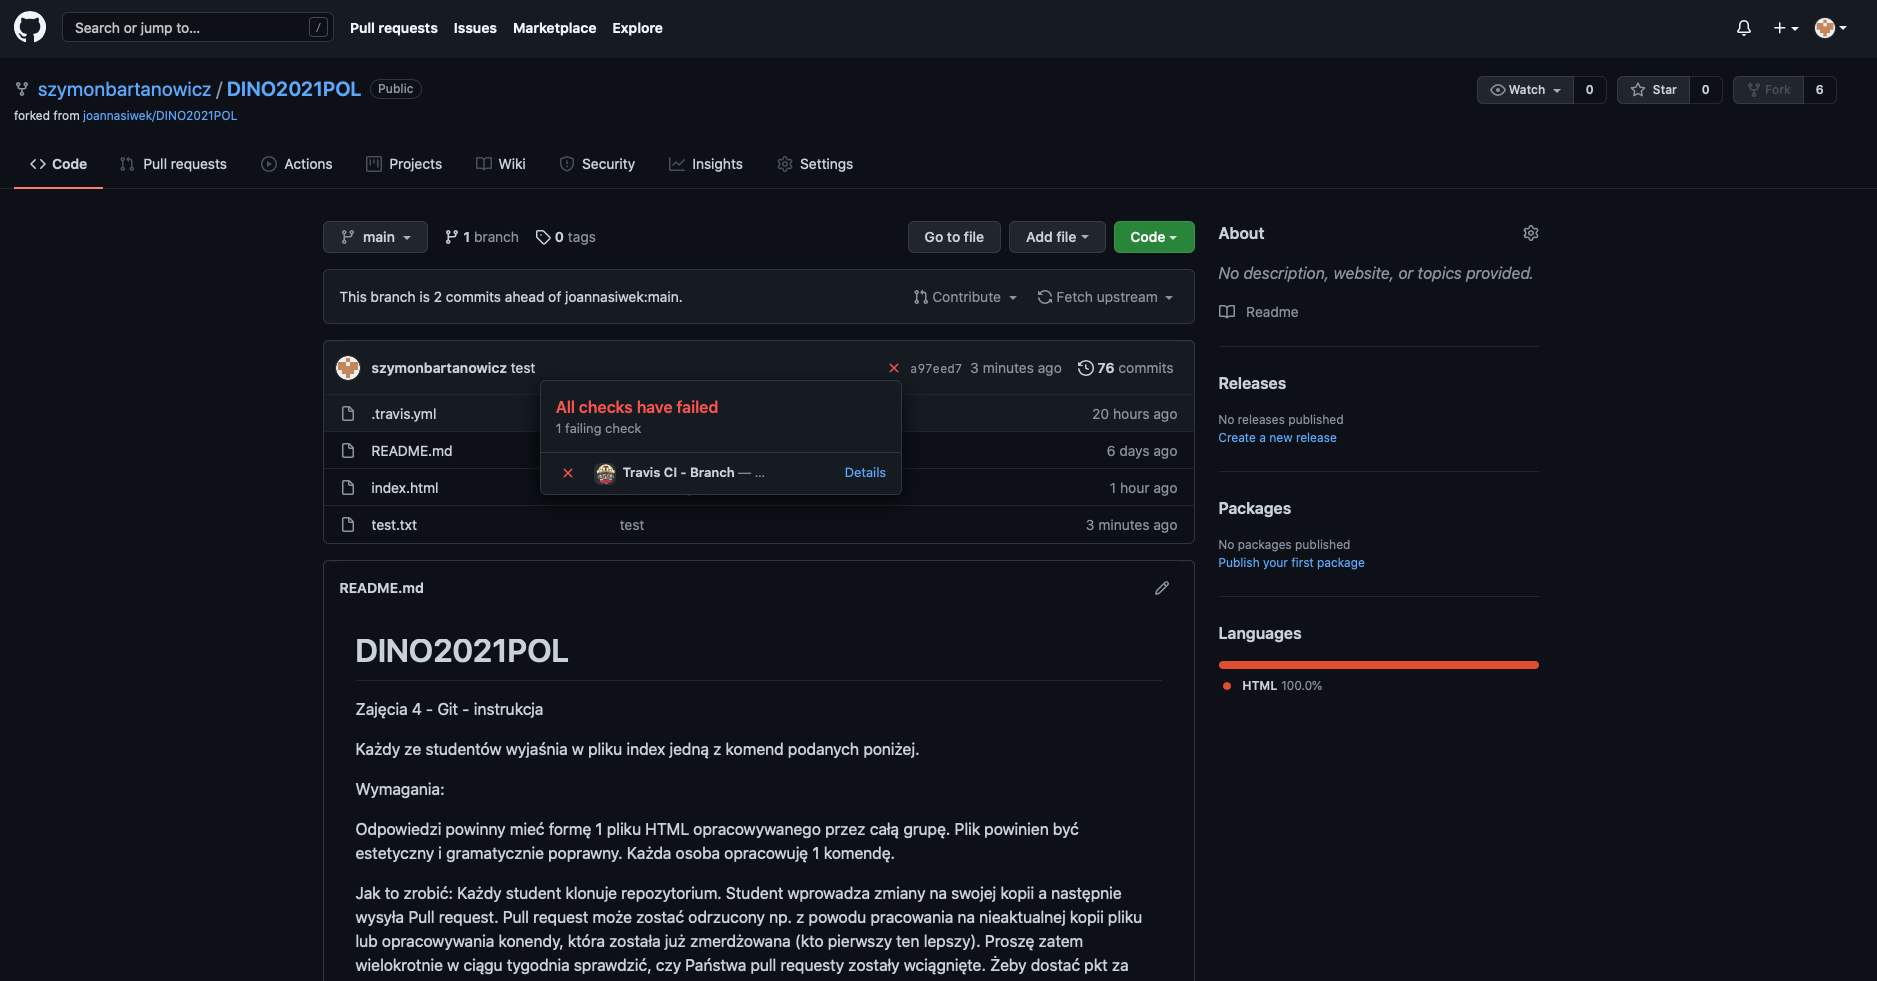 Search or jump to... /
Pull requests Issues Marketplace Explore
szymonbartanowicz / DINO2021POL Public
forked from joannasiwek/DINO2021POL
Watch 0 Star 0 Fork 6
Code Pull requests Actions Projects Wiki Security Insights Settings
main 1 branch 0 tags
Go to file Add file Code
This branch is 2 commits ahead of joannasiwek:main.
Contribute Fetch upstream
szymonbartanowicz test a97eed7 3 minutes ago 76 commits
All checks have failed
1 failing check
Travis CI - Branch — ... Details
.travis.yml 20 hours ago
README.md 6 days ago
index.html 1 hour ago
test.txt test 3 minutes ago
README.md
DINO2021POL
Zajęcia 4 - Git - instrukcja
Każdy ze studentów wyjaśnia w pliku index jedną z komend podanych poniżej.
Wymagania:
Odpowiedzi powinny mieć formę 1 pliku HTML opracowywanego przez całą grupę. Plik powinien być
estetyczny i gramatycznie poprawny. Każda osoba opracowuję 1 komendę.
Jak to zrobić: Każdy student klonuje repozytorium. Student wprowadza zmiany na swojej kopii a następnie
wysyła Pull request. Pull request może zostać odrzucony np. z powodu pracowania na nieaktualnej kopii pliku
lub opracowywania konendy, która została już zmerdżowana (kto pierwszy ten lepszy). Proszę zatem
wielokrotnie w ciągu tygodnia sprawdzić, czy Państwa pull requesty zostały wciągnięte. Żeby dostać pkt za
About
No description, website, or topics provided.
Readme
Releases
No releases published
Create a new release
Packages
No packages published
Publish your first package
Languages
HTML 100.0%